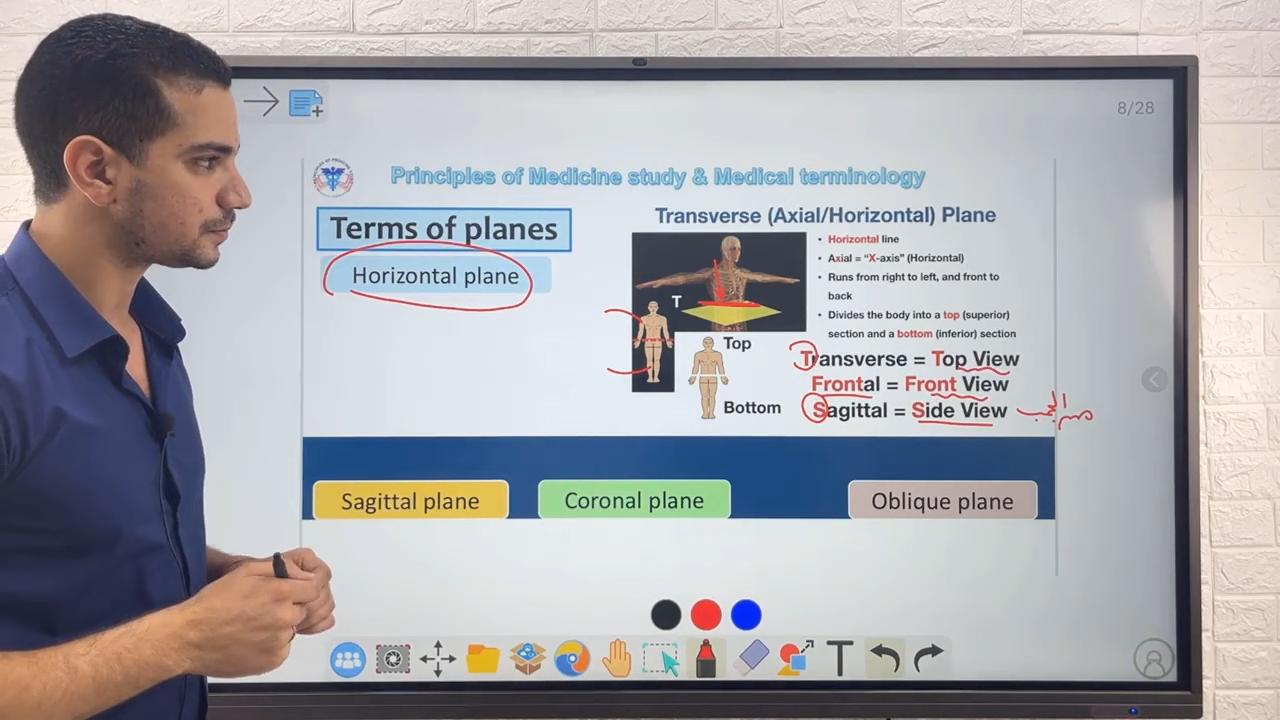 8/28
Principles of Medicine study & Medical terminology
Terms of planes
Horizontal plane
Transverse (Axial/Horizontal) Plane
• Horizontal line
• Axial = “X-axis” (Horizontal)
• Runs from right to left, and front to
back
• Divides the body into a top (superior)
section and a bottom (inferior) section
T
Top
Bottom
Transverse = Top View
Frontal = Front View
Sagittal = Side View
Sagittal plane
Coronal plane
Oblique plane
T